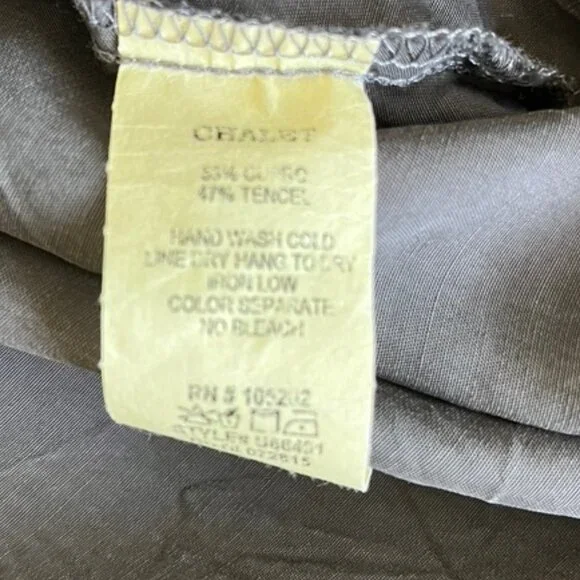 CHALET
53% CUPRO
47% TENCEL
HAND WASH COLD
LINE DRY HANG TO DRY
IRON LOW
COLOR SEPARATE
NO BLEACH
RN # 105202
072815